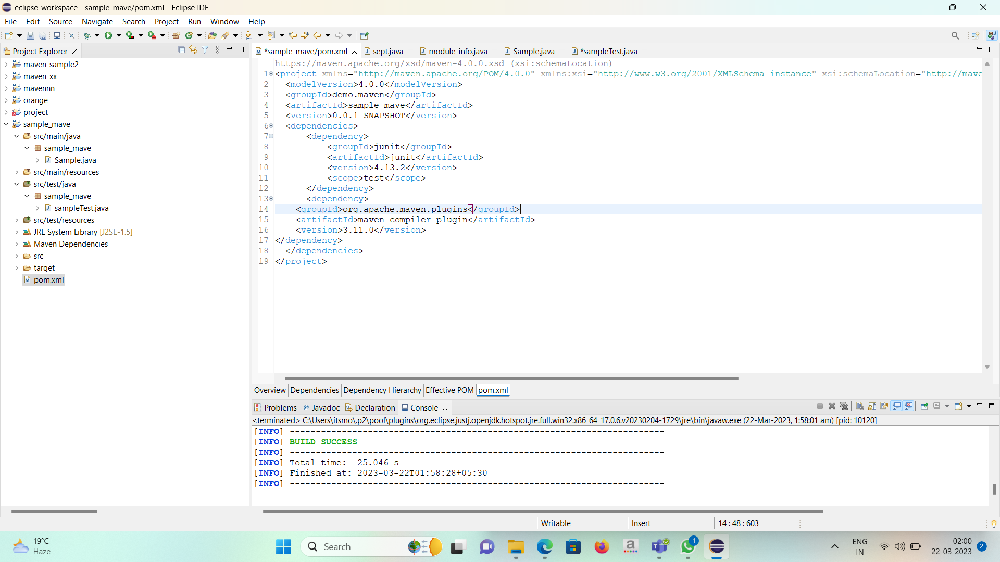 eclipse-workspace - sample_mave/pom.xml - Eclipse IDE
File Edit Source Navigate Search Project Run Window Help
Project Explorer
maven_sample2
maven_xx
mavennn
orange
project
sample_mave
src/main/java
sample_mave
Sample.java
src/main/resources
src/test/java
sample_mave
sampleTest.java
src/test/resources
JRE System Library [J2SE-1.5]
Maven Dependencies
src
target
pom.xml
*sample_mave/pom.xml sept.java module-info.java Sample.java *sampleTest.java
https://maven.apache.org/xsd/maven-4.0.0.xsd (xsi:schemaLocation)
1 <project xmlns="http://maven.apache.org/POM/4.0.0" xmlns:xsi="http://www.w3.org/2001/XMLSchema-instance" xsi:schemaLocation="http://mave
2 <modelVersion>4.0.0</modelVersion>
3 <groupId>demo.maven</groupId>
4 <artifactId>sample_mave</artifactId>
5 <version>0.0.1-SNAPSHOT</version>
6 <dependencies>
7 <dependency>
8 <groupId>junit</groupId>
9 <artifactId>junit</artifactId>
10 <version>4.13.2</version>
11 <scope>test</scope>
12 </dependency>
13 <dependency>
14 <groupId>org.apache.maven.plugins</groupId>
15 <artifactId>maven-compiler-plugin</artifactId>
16 <version>3.11.0</version>
17 </dependency>
18 </dependencies>
19 </project>
Overview Dependencies Dependency Hierarchy Effective POM pom.xml
Problems @ Javadoc Declaration Console
<terminated> C:\Users\itsmo\.p2\pool\plugins\org.eclipse.justj.openjdk.hotspot.jre.full.win32.x86_64_17.0.6.v20230204-1729\jre\bin\javaw.exe (22-Mar-2023, 1:58:01 am) [pid: 10120]
[INFO] ------------------------------------------------------------------------
[INFO] BUILD SUCCESS
[INFO] ------------------------------------------------------------------------
[INFO] Total time:  25.046 s
[INFO] Finished at: 2023-03-22T01:58:28+05:30
[INFO] ------------------------------------------------------------------------
Writable Insert 14 : 48 : 603
19°C
Haze
Search
1
ENG
IN
02:00
22-03-2023
2